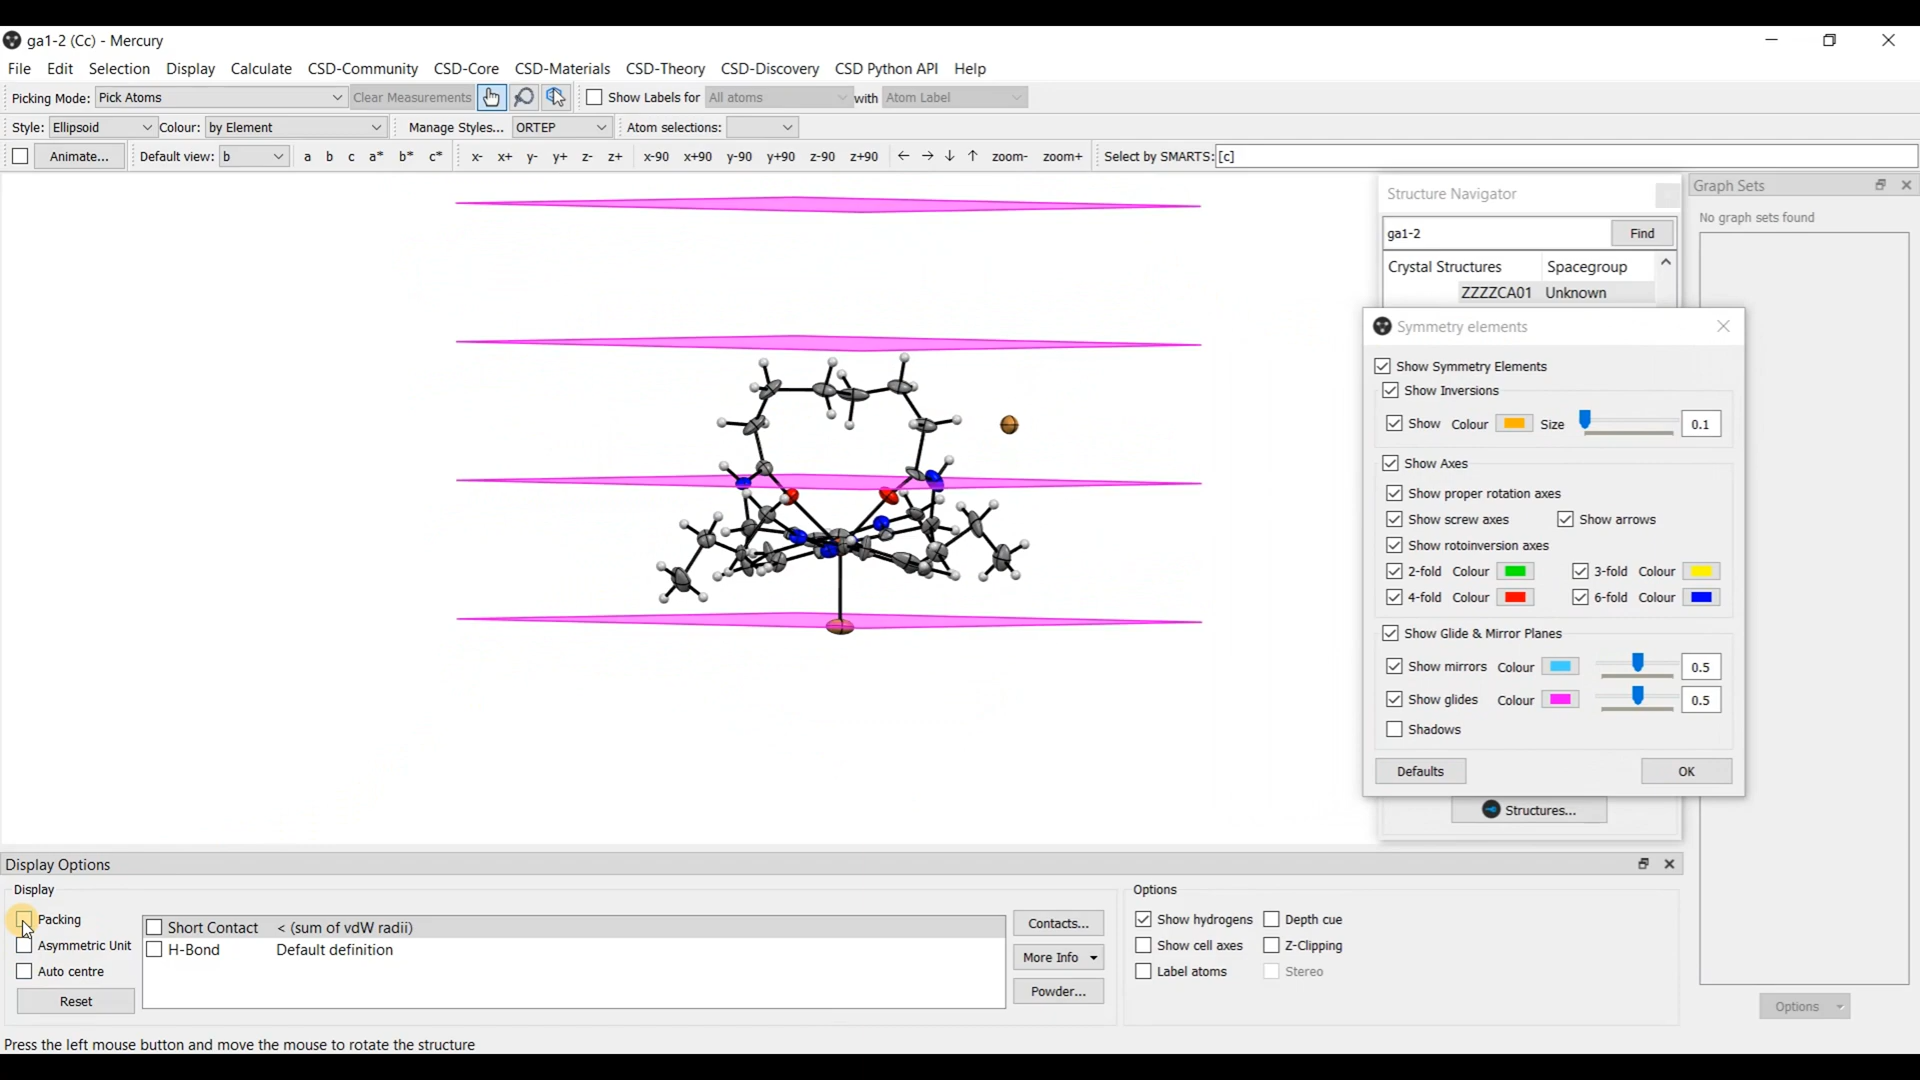 ga1-2 (Cc) - Mercury
File Edit Selection Display Calculate CSD-Community CSD-Core CSD-Materials CSD-Theory CSD-Discovery CSD Python API Help
Picking Mode: Pick Atoms Clear Measurements Show Labels for All atoms with Atom Label
Style: Ellipsoid Colour: by Element Manage Styles... ORTEP Atom selections:
Animate... Default view: b a b c a* b* c* x- x+ y- y+ z- z+ x-90 x+90 y-90 y+90 z-90 z+90 ← → ↓ ↑ zoom- zoom+ Select by SMARTS: [c]
Structure Navigator
Graph Sets
ga1-2 Find
No graph sets found
Crystal Structures Spacegroup
ZZZZCA01 Unknown
Symmetry elements
Show Symmetry Elements
Show Inversions
Show Colour Size 0.1
Show Axes
Show proper rotation axes
Show screw axes Show arrows
Show rotoinversion axes
2-fold Colour 3-fold Colour
4-fold Colour 6-fold Colour
Show Glide & Mirror Planes
Show mirrors Colour 0.5
Show glides Colour 0.5
Shadows
Defaults OK
Structures...
Display Options
Display
Packing
Asymmetric Unit
Auto centre
Reset
Short Contact < (sum of vdW radii)
H-Bond Default definition
Contacts...
More Info
Powder...
Options
Show hydrogens Depth cue
Show cell axes Z-Clipping
Label atoms Stereo
Options
Press the left mouse button and move the mouse to rotate the structure